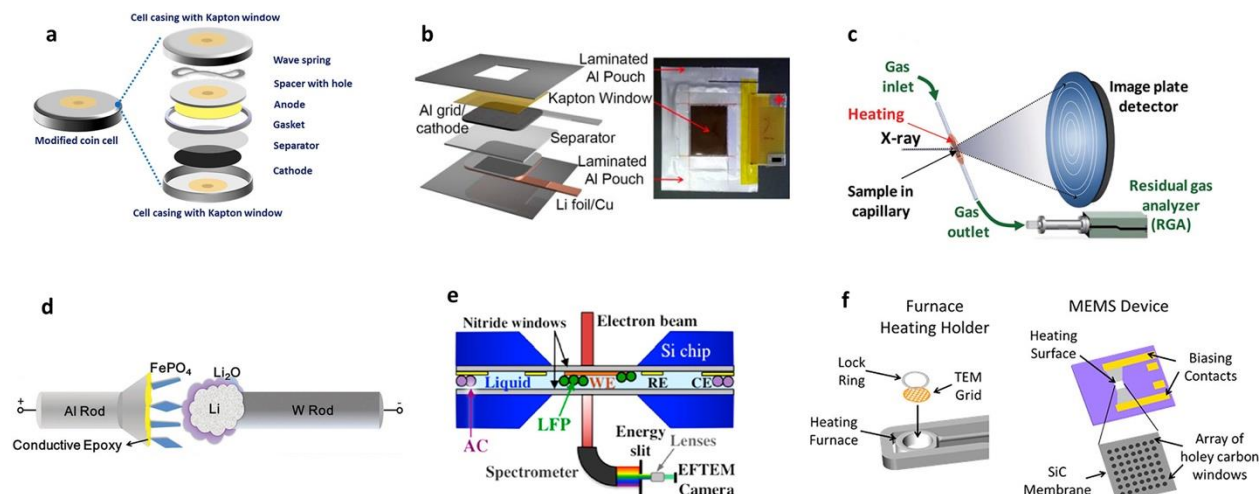 a
Cell casing with Kapton window
Wave spring
Spacer with hole
Anode
Gasket
Separator
Cathode
Cell casing with Kapton window
Modified coin cell
b
Laminated
Al Pouch
Kapton Window
Al grid/
cathode
Separator
Laminated
Al Pouch
Li foil/Cu
c
Gas
inlet
Heating
X-ray
Sample in
capillary
Gas
outlet
Image plate
detector
Residual gas
analyzer
(RGA)
d
FePO₄
Li₂O
Li
+
Al Rod
W Rod
-
Conductive Epoxy
e
Nitride windows
Electron beam
Si chip
Liquid
WE
RE
CE
AC
LFP
Energy
slit
Lenses
Spectrometer
EFTEM
Camera
f
Furnace
Heating Holder
Lock
Ring
TEM
Grid
Heating
Furnace
MEMS Device
Heating
Surface
Biasing
Contacts
SiC
Membrane
Array of
holey carbon
windows